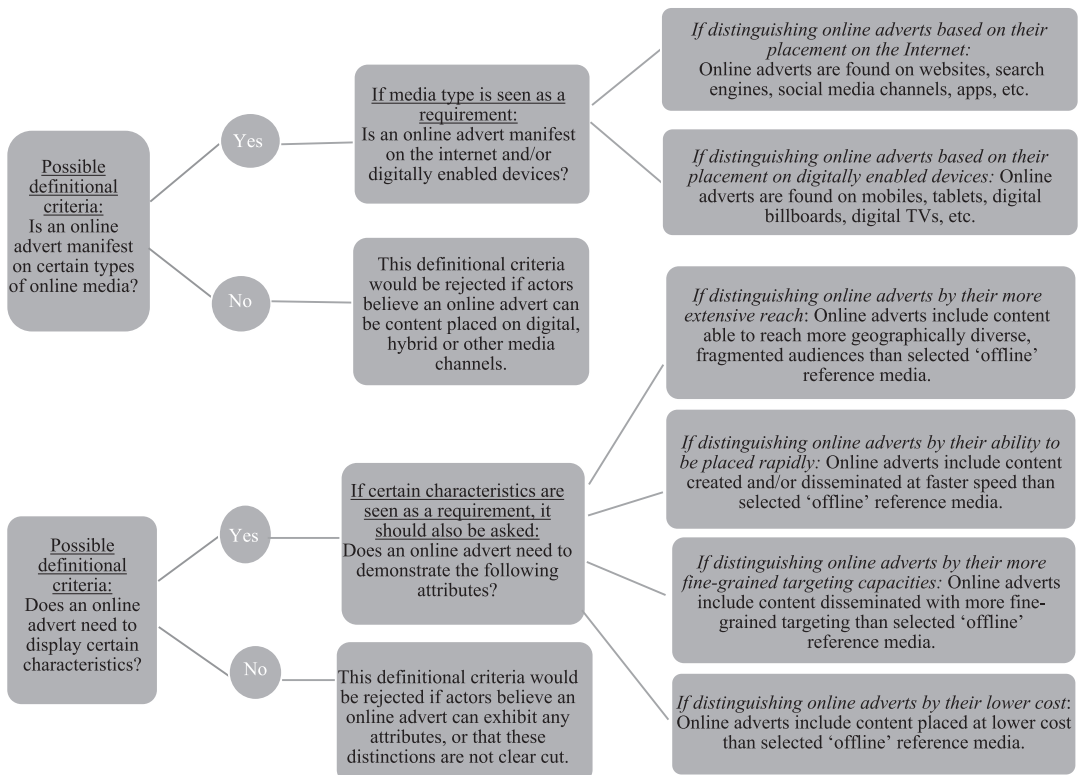 Possible
definitional
criteria:
Is an online
advert manifest
on certain types
of online media?
Yes
No
If media type is seen as a
requirement:
Is an online advert manifest
on the internet and/or
digitally enabled devices?
This definitional criteria
would be rejected if actors
believe an online advert can
be content placed on digital,
hybrid or other media
channels.
If distinguishing online adverts based on their
placement on the Internet:
Online adverts are found on websites, search
engines, social media channels, apps, etc.
If distinguishing online adverts based on their
placement on digitally enabled devices: Online
adverts are found on mobiles, tablets, digital
billboards, digital TVs, etc.
Possible
definitional
criteria:
Does an online
advert need to
display certain
characteristics?
Yes
No
If certain characteristics are
seen as a requirement, it
should also be asked:
Does an online advert need to
demonstrate the following
attributes?
This definitional criteria would
be rejected if actors believe an
online advert can exhibit any
attributes, or that these
distinctions are not clear cut.
If distinguishing online adverts by their more
extensive reach: Online adverts include content
able to reach more geographically diverse,
fragmented audiences than selected ‘offline’
reference media.
If distinguishing online adverts by their ability to
be placed rapidly: Online adverts include content
created and/or disseminated at faster speed than
selected ‘offline’ reference media.
If distinguishing online adverts by their more
fine-grained targeting capacities: Online adverts
include content disseminated with more fine-
grained targeting than selected ‘offline’
reference media.
If distinguishing online adverts by their lower cost:
Online adverts include content placed at lower cost
than selected ‘offline’ reference media.